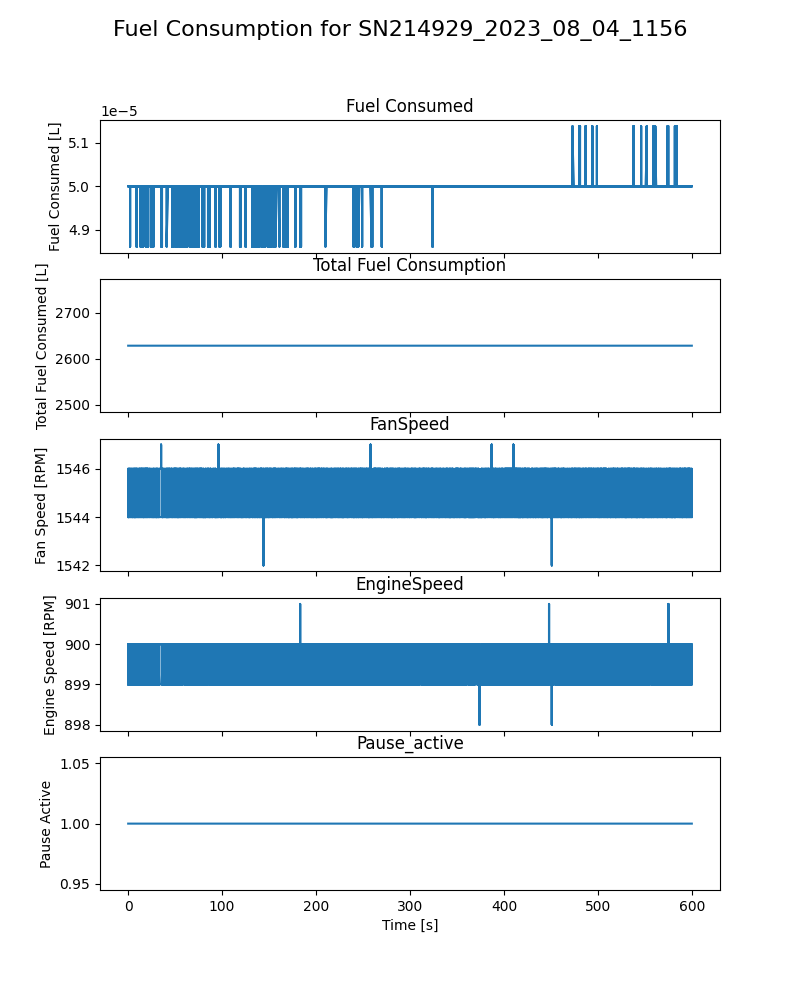 Fuel Consumption for SN214929_2023_08_04_1156
1e−5
Fuel Consumed
Fuel Consumed [L]
5.1
5.0
4.9
Total Fuel Consumption
Total Fuel Consumed [L]
2700
2600
2500
FanSpeed
Fan Speed [RPM]
1546
1544
1542
EngineSpeed
Engine Speed [RPM]
901
900
899
898
Pause_active
Pause Active
1.05
1.00
0.95
0 100 200 300 400 500 600
Time [s]